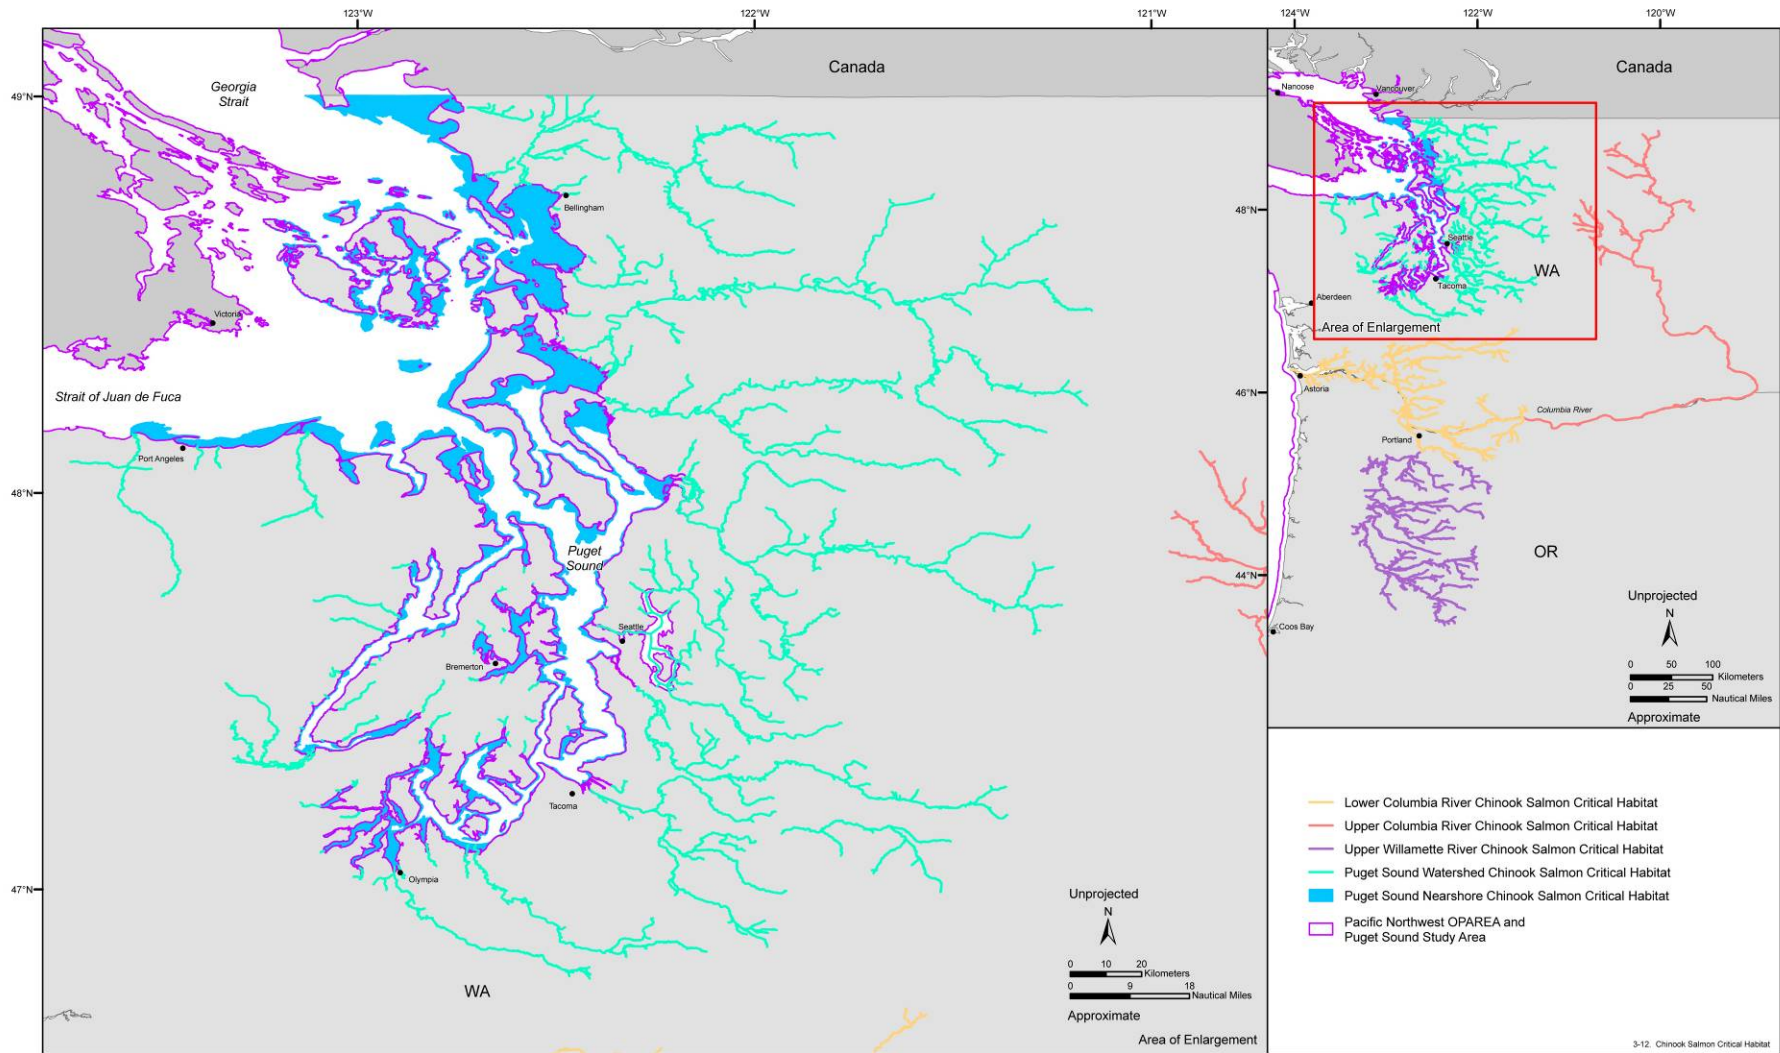 123°W
122°W
121°W
124°W
122°W
120°W
Canada
Georgia
Strait
49°N
Bellingham
Victoria
Strait of Juan de Fuca
Port Angeles
48°N
Puget
Sound
Seattle
Bremerton
Tacoma
Olympia
47°N
WA
Unprojected
N
0 10 20
Kilometers
0 9 18
Nautical Miles
Approximate
Area of Enlargement
Canada
Nanoose
Vancouver
48°N
Seattle
WA
Tacoma
Aberdeen
Area of Enlargement
46°N
Astoria
Columbia River
Portland
OR
44°N
Coos Bay
Unprojected
N
0 50 100
Kilometers
0 25 50
Nautical Miles
Approximate
Lower Columbia River Chinook Salmon Critical Habitat
Upper Columbia River Chinook Salmon Critical Habitat
Upper Willamette River Chinook Salmon Critical Habitat
Puget Sound Watershed Chinook Salmon Critical Habitat
Puget Sound Nearshore Chinook Salmon Critical Habitat
Pacific Northwest OPAREA and
Puget Sound Study Area
3-12. Chinook Salmon Critical Habitat